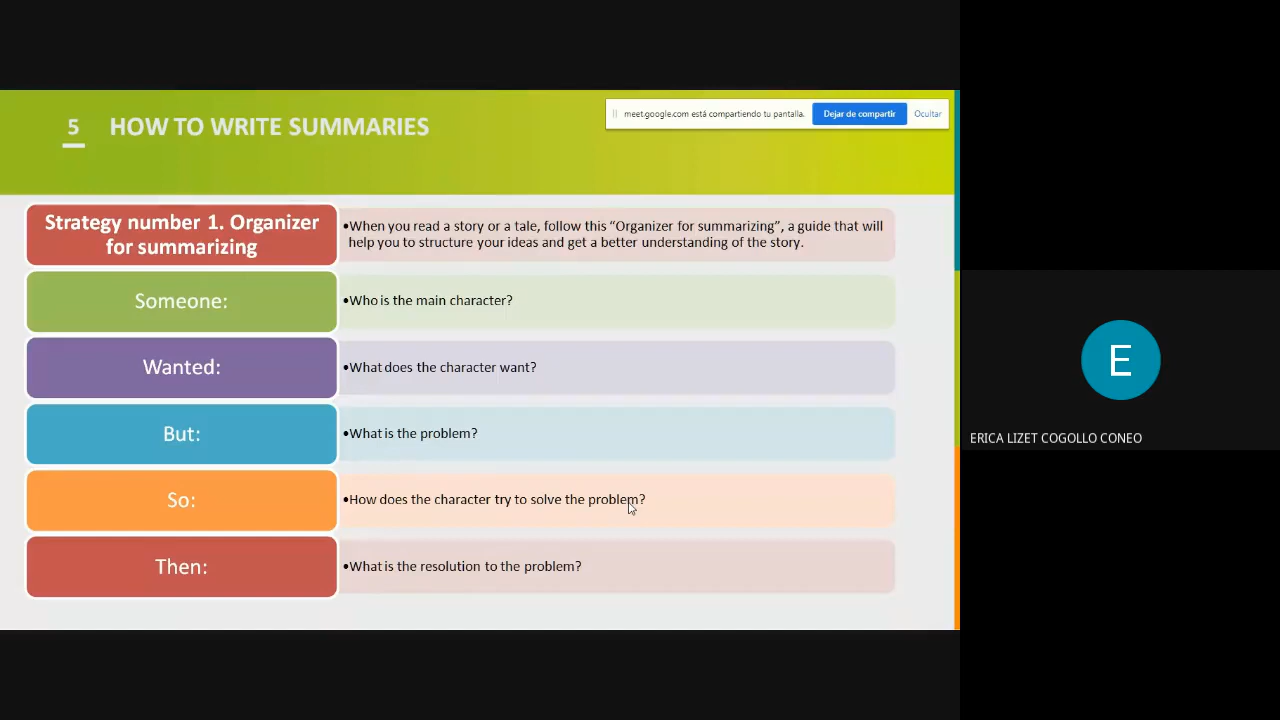 5 HOW TO WRITE SUMMARIES
meet.google.com está compartiendo tu pantalla. Dejar de compartir Ocultar
Strategy number 1. Organizer
for summarizing
•When you read a story or a tale, follow this “Organizer for summarizing”, a guide that will
help you to structure your ideas and get a better understanding of the story.
Someone:
•Who is the main character?
Wanted:
•What does the character want?
But:
•What is the problem?
So:
•How does the character try to solve the problem?
Then:
•What is the resolution to the problem?
E
ERICA LIZET COGOLLO CONEO